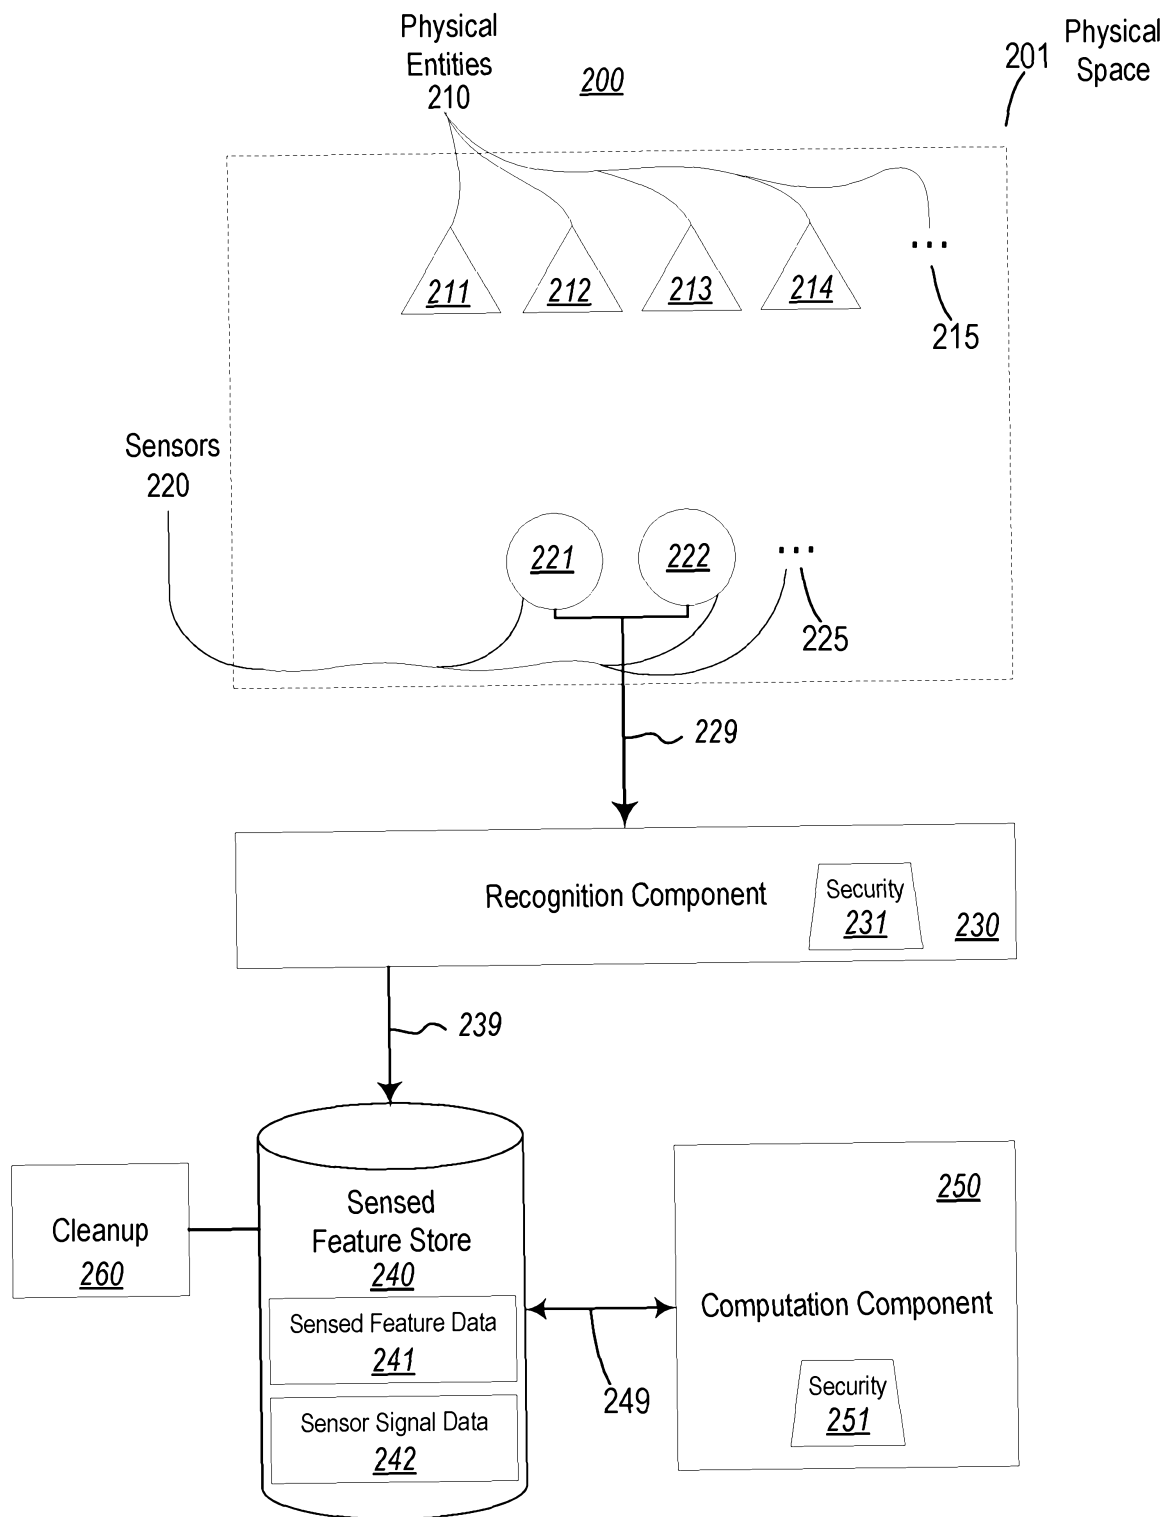 Physical
Entities
210
200
201
Physical
Space
211
212
213
214
...
215
Sensors
220
221
222
...
225
229
Recognition Component
Security
231
230
239
Cleanup
260
Sensed
Feature Store
240
Sensed Feature Data
241
Sensor Signal Data
242
249
250
Computation Component
Security
251